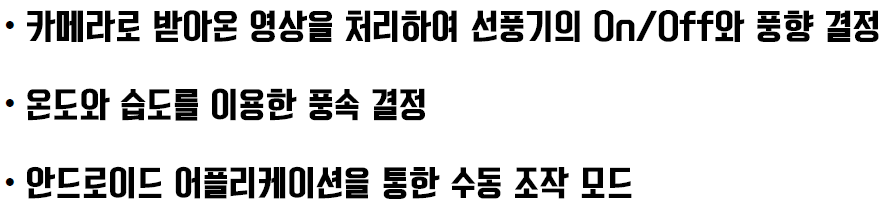 • 카메라로 받아온 영상을 처리하여 선풍기의 On/Off와 풍향 결정
• 온도와 습도를 이용한 풍속 결정
• 안드로이드 어플리케이션을 통한 수동 조작 모드